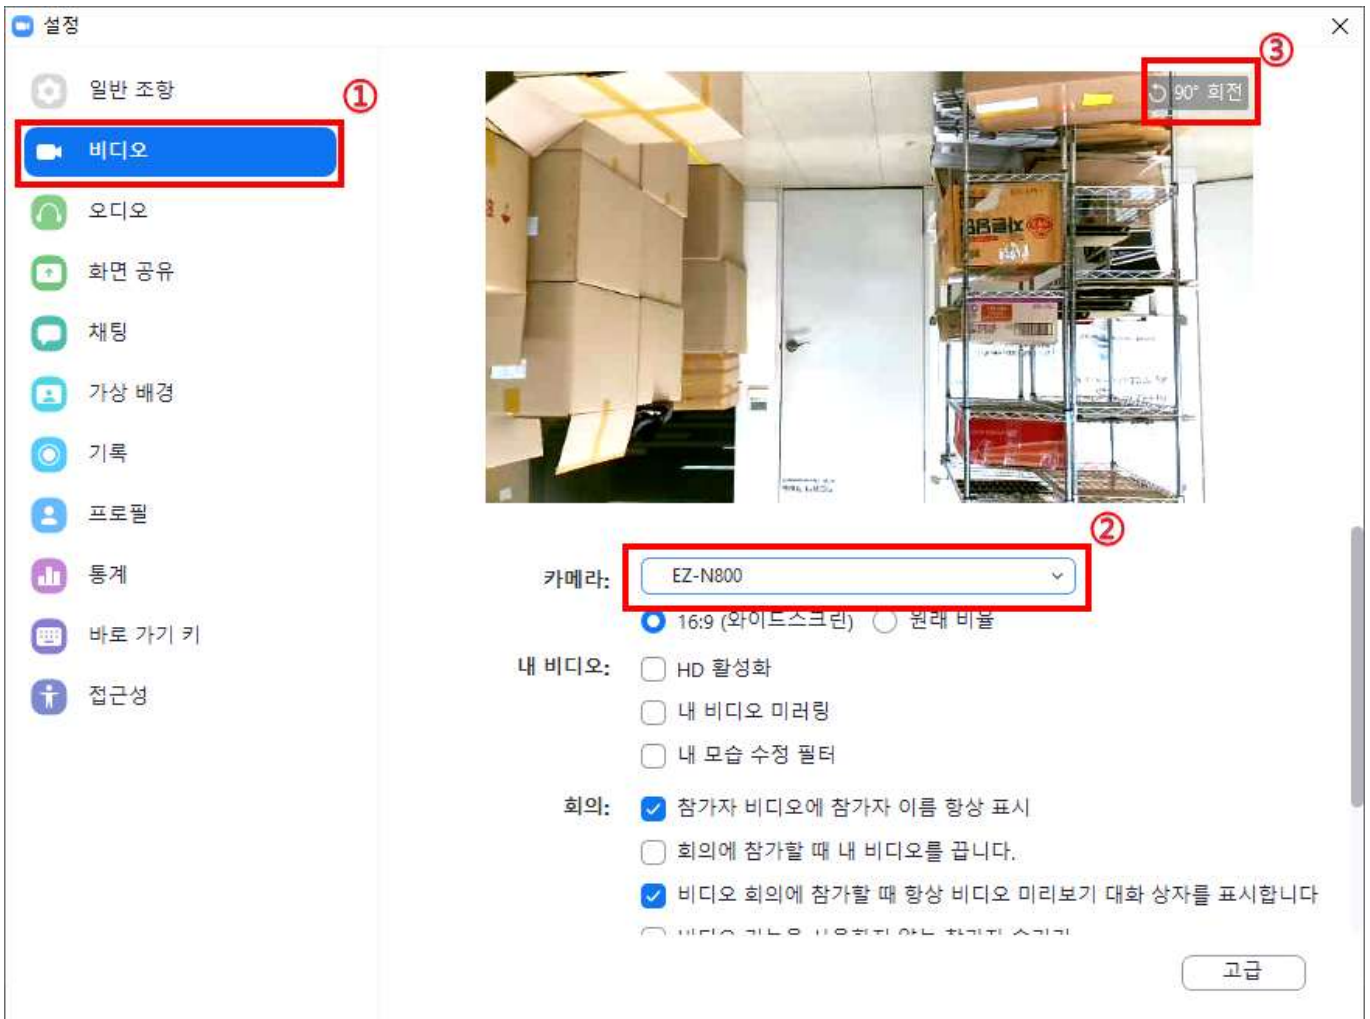 설정
③
90° 회전
일반 조항
①
비디오
오디오
화면 공유
채팅
가상 배경
기록
프로필
통계
바로 가기 키
접근성
②
카메라: EZ-N800
16:9 (와이드스크린) 원래 비율
내 비디오: HD 활성화
내 비디오 미러링
내 모습 수정 필터
회의: 참가자 비디오에 참가자 이름 항상 표시
회의에 참가할 때 내 비디오를 끕니다.
비디오 회의에 참가할 때 항상 비디오 미리보기 대화 상자를 표시합니다
고급